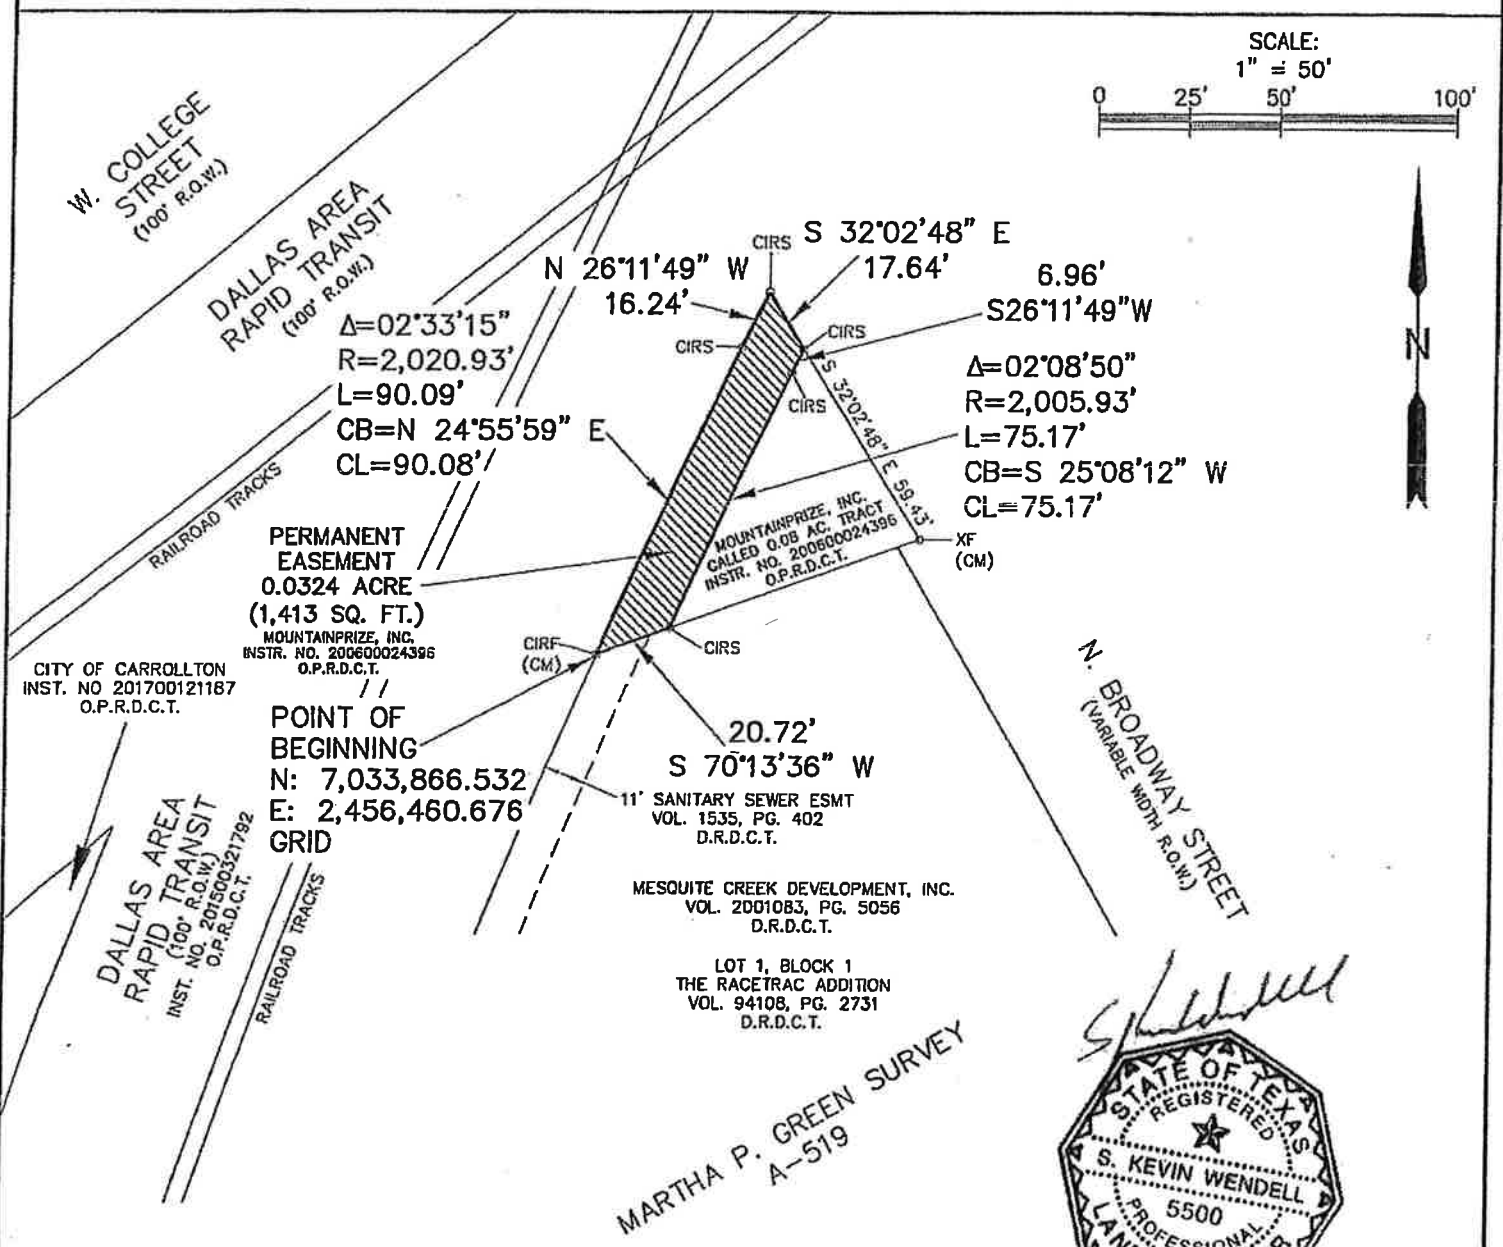 SCALE:
1" = 50'
0 25' 50' 100'
W. COLLEGE
STREET
(100' R.O.W.)
DALLAS AREA
RAPID TRANSIT
(100' R.O.W.)
CIRS
S 32°02'48" E
17.64'
N 26°11'49" W
16.24'
6.96'
S26°11'49"W
CIRS
CIRS
CIRS
Δ=02°33'15"
R=2,020.93'
L=90.09'
CB=N 24°55'59" E
CL=90.08'
Δ=02°08'50"
R=2,005.93'
L=75.17'
CB=S 25°08'12" W
CL=75.17'
S 32°02'48" E 59.43'
N
RAILROAD TRACKS
MOUNTAINPRIZE, INC.
CALLED 0.08 AC. TRACT
INSTR. NO. 200600024396
O.P.R.D.C.T.
XF
(CM)
PERMANENT
EASEMENT
0.0324 ACRE
(1,413 SQ. FT.)
MOUNTAINPRIZE, INC.
INSTR. NO. 200600024396
O.P.R.D.C.T.
CIRF
(CM)
CIRS
CITY OF CARROLLTON
INST. NO 201700121187
O.P.R.D.C.T.
POINT OF
BEGINNING
N: 7,033,866.532
E: 2,456,460.676
GRID
20.72'
S 70°13'36" W
11' SANITARY SEWER ESMT
VOL. 1535, PG. 402
D.R.D.C.T.
N. BROADWAY STREET
(VARIABLE WIDTH R.O.W.)
DALLAS AREA
RAPID TRANSIT
(100' R.O.W.)
INST. NO. 201500321792
O.P.R.D.C.T.
RAILROAD TRACKS
MESQUITE CREEK DEVELOPMENT, INC.
VOL. 2001083, PG. 5056
D.R.D.C.T.
LOT 1, BLOCK 1
THE RACETRAC ADDITION
VOL. 94108, PG. 2731
D.R.D.C.T.
MARTHA P. GREEN SURVEY
A-519
STATE OF TEXAS
REGISTERED
S. KEVIN WENDELL
5500
PROFESSIONAL